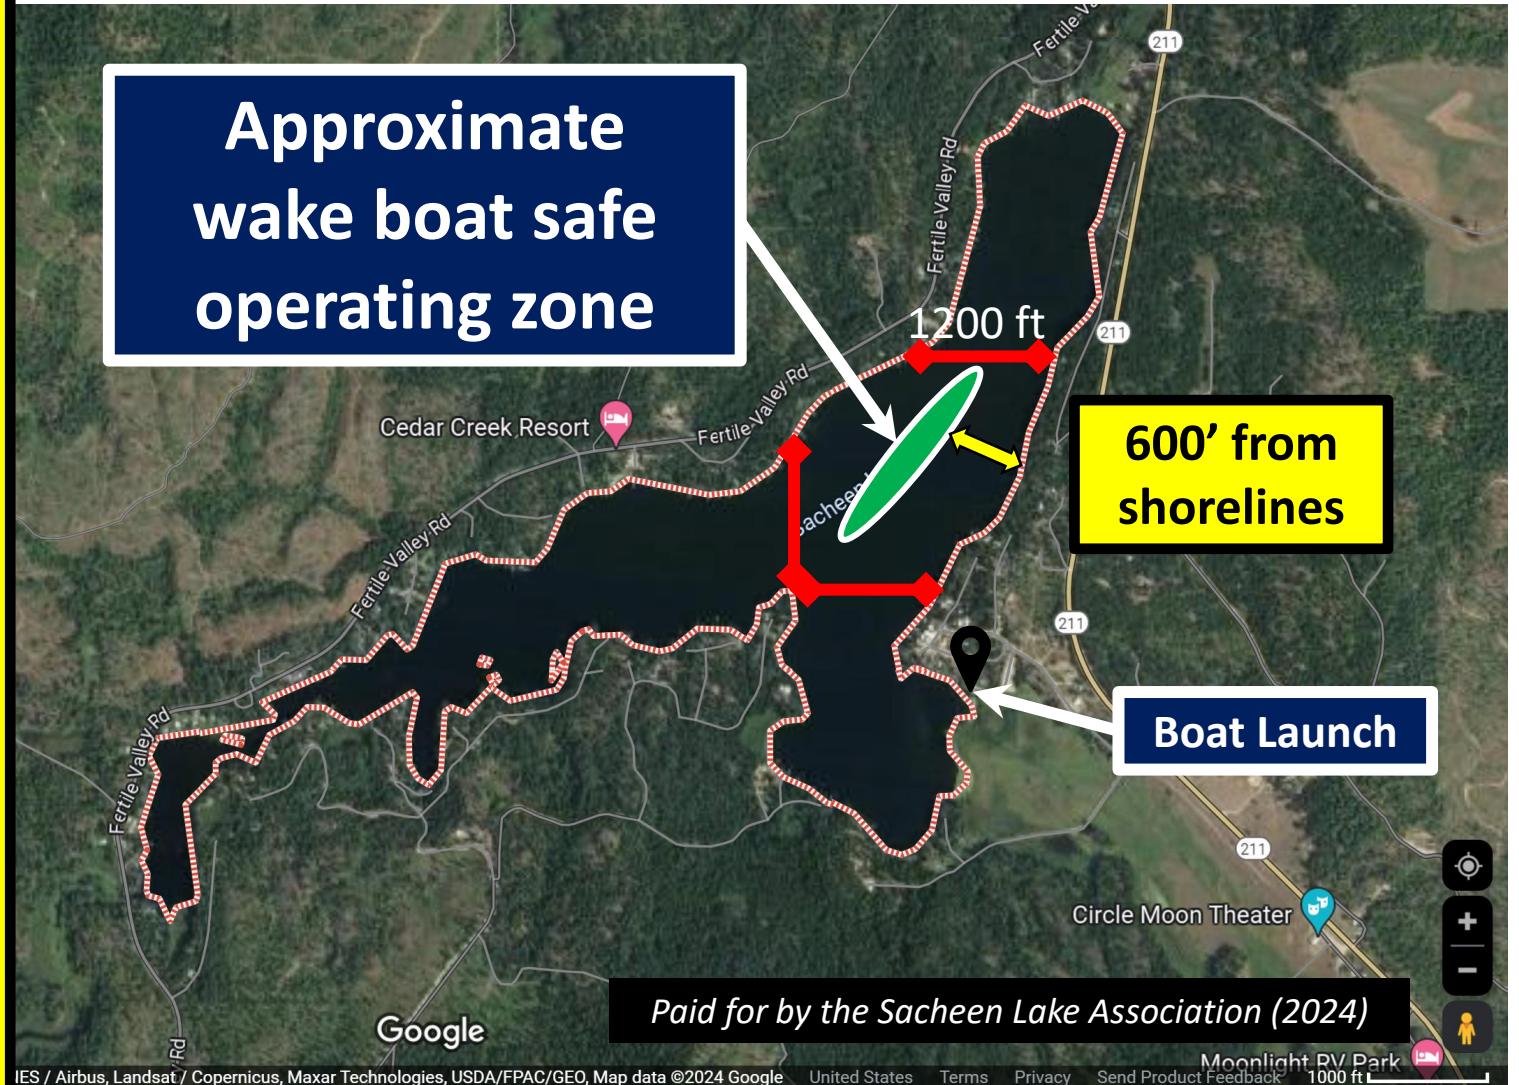 Fertile Va
211
Approximate
wake boat safe
operating zone
Fertile Valley Rd
1200 ft
211
Fertile Valley Rd
Cedar Creek Resort
600’ from
shorelines
Sacheen
Fertile Valley Rd
211
Boat Launch
Fertile Valley Rd
211
Circle Moon Theater
Paid for by the Sacheen Lake Association (2024)
Google
Rd
Moonlight RV Park
IES / Airbus, Landsat / Copernicus, Maxar Technologies, USDA/FPAC/GEO, Map data ©2024 Google United States Terms Privacy Send Product Feedback 1000 ft